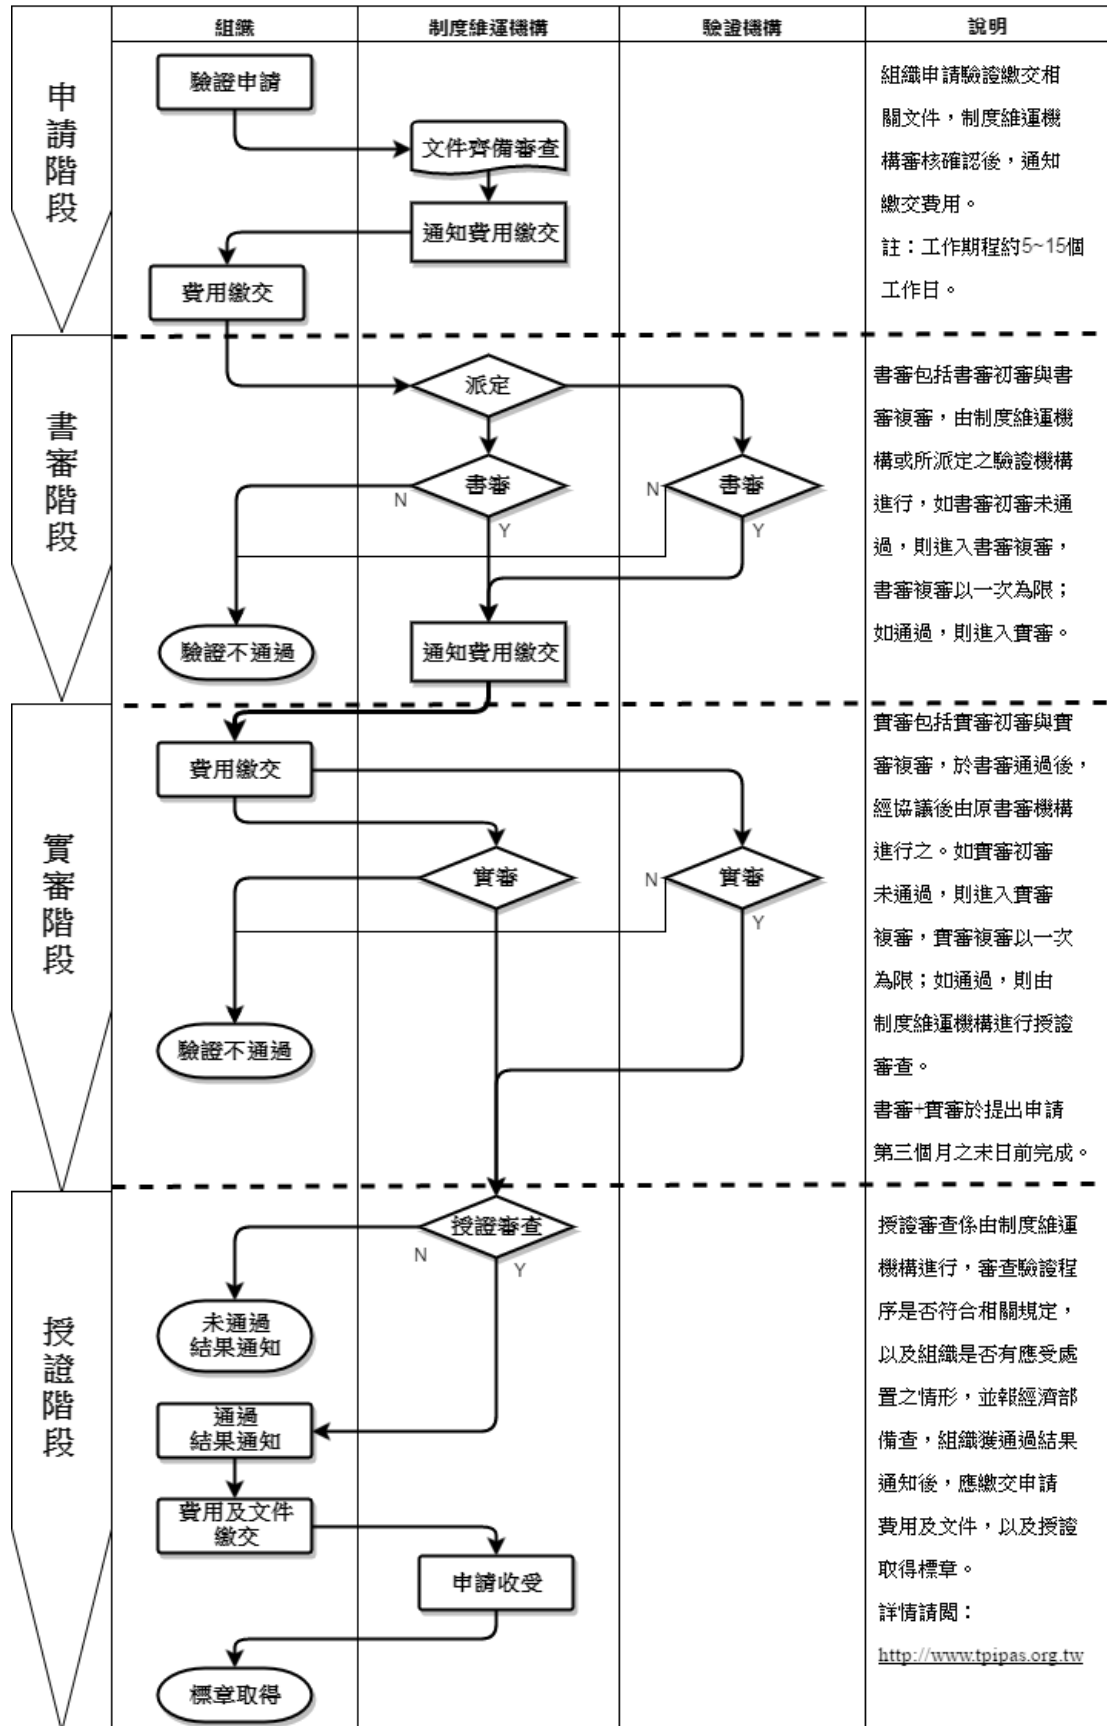 組織
制度維運機構
驗證機構
說明
申請階段
驗證申請
文件齊備審查
通知費用繳交
費用繳交
組織申請驗證繳交相
關文件，制度維運機
構審核確認後，通知
繳交費用。
註：工作期程約5~15個
工作日。
書審階段
派定
書審
N
Y
書審
N
Y
驗證不通過
通知費用繳交
書審包括書審初審與書
審複審，由制度維運機
構或所派定之驗證機構
進行，如書審初審未通
過，則進入書審複審，
書審複審以一次為限；
如通過，則進入實審。
實審階段
費用繳交
實審
實審
N
Y
驗證不通過
實審包括實審初審與實
審複審，於書審通過後，
經協議後由原書審機構
進行之。如實審初審
未通過，則進入實審
複審，實審複審以一次
為限；如通過，則由
制度維運機構進行授證
審查。
書審+實審於提出申請
第三個月之末日前完成。
授證階段
授證審查
N
Y
未通過
結果通知
通過
結果通知
費用及文件
繳交
申請收受
標章取得
授證審查係由制度維運
機構進行，審查驗證程
序是否符合相關規定，
以及組織是否有應受處
置之情形，並報經濟部
備查，組織獲通過結果
通知後，應繳交申請
費用及文件，以及授證
取得標章。
詳情請閱：
http://www.tpipas.org.tw